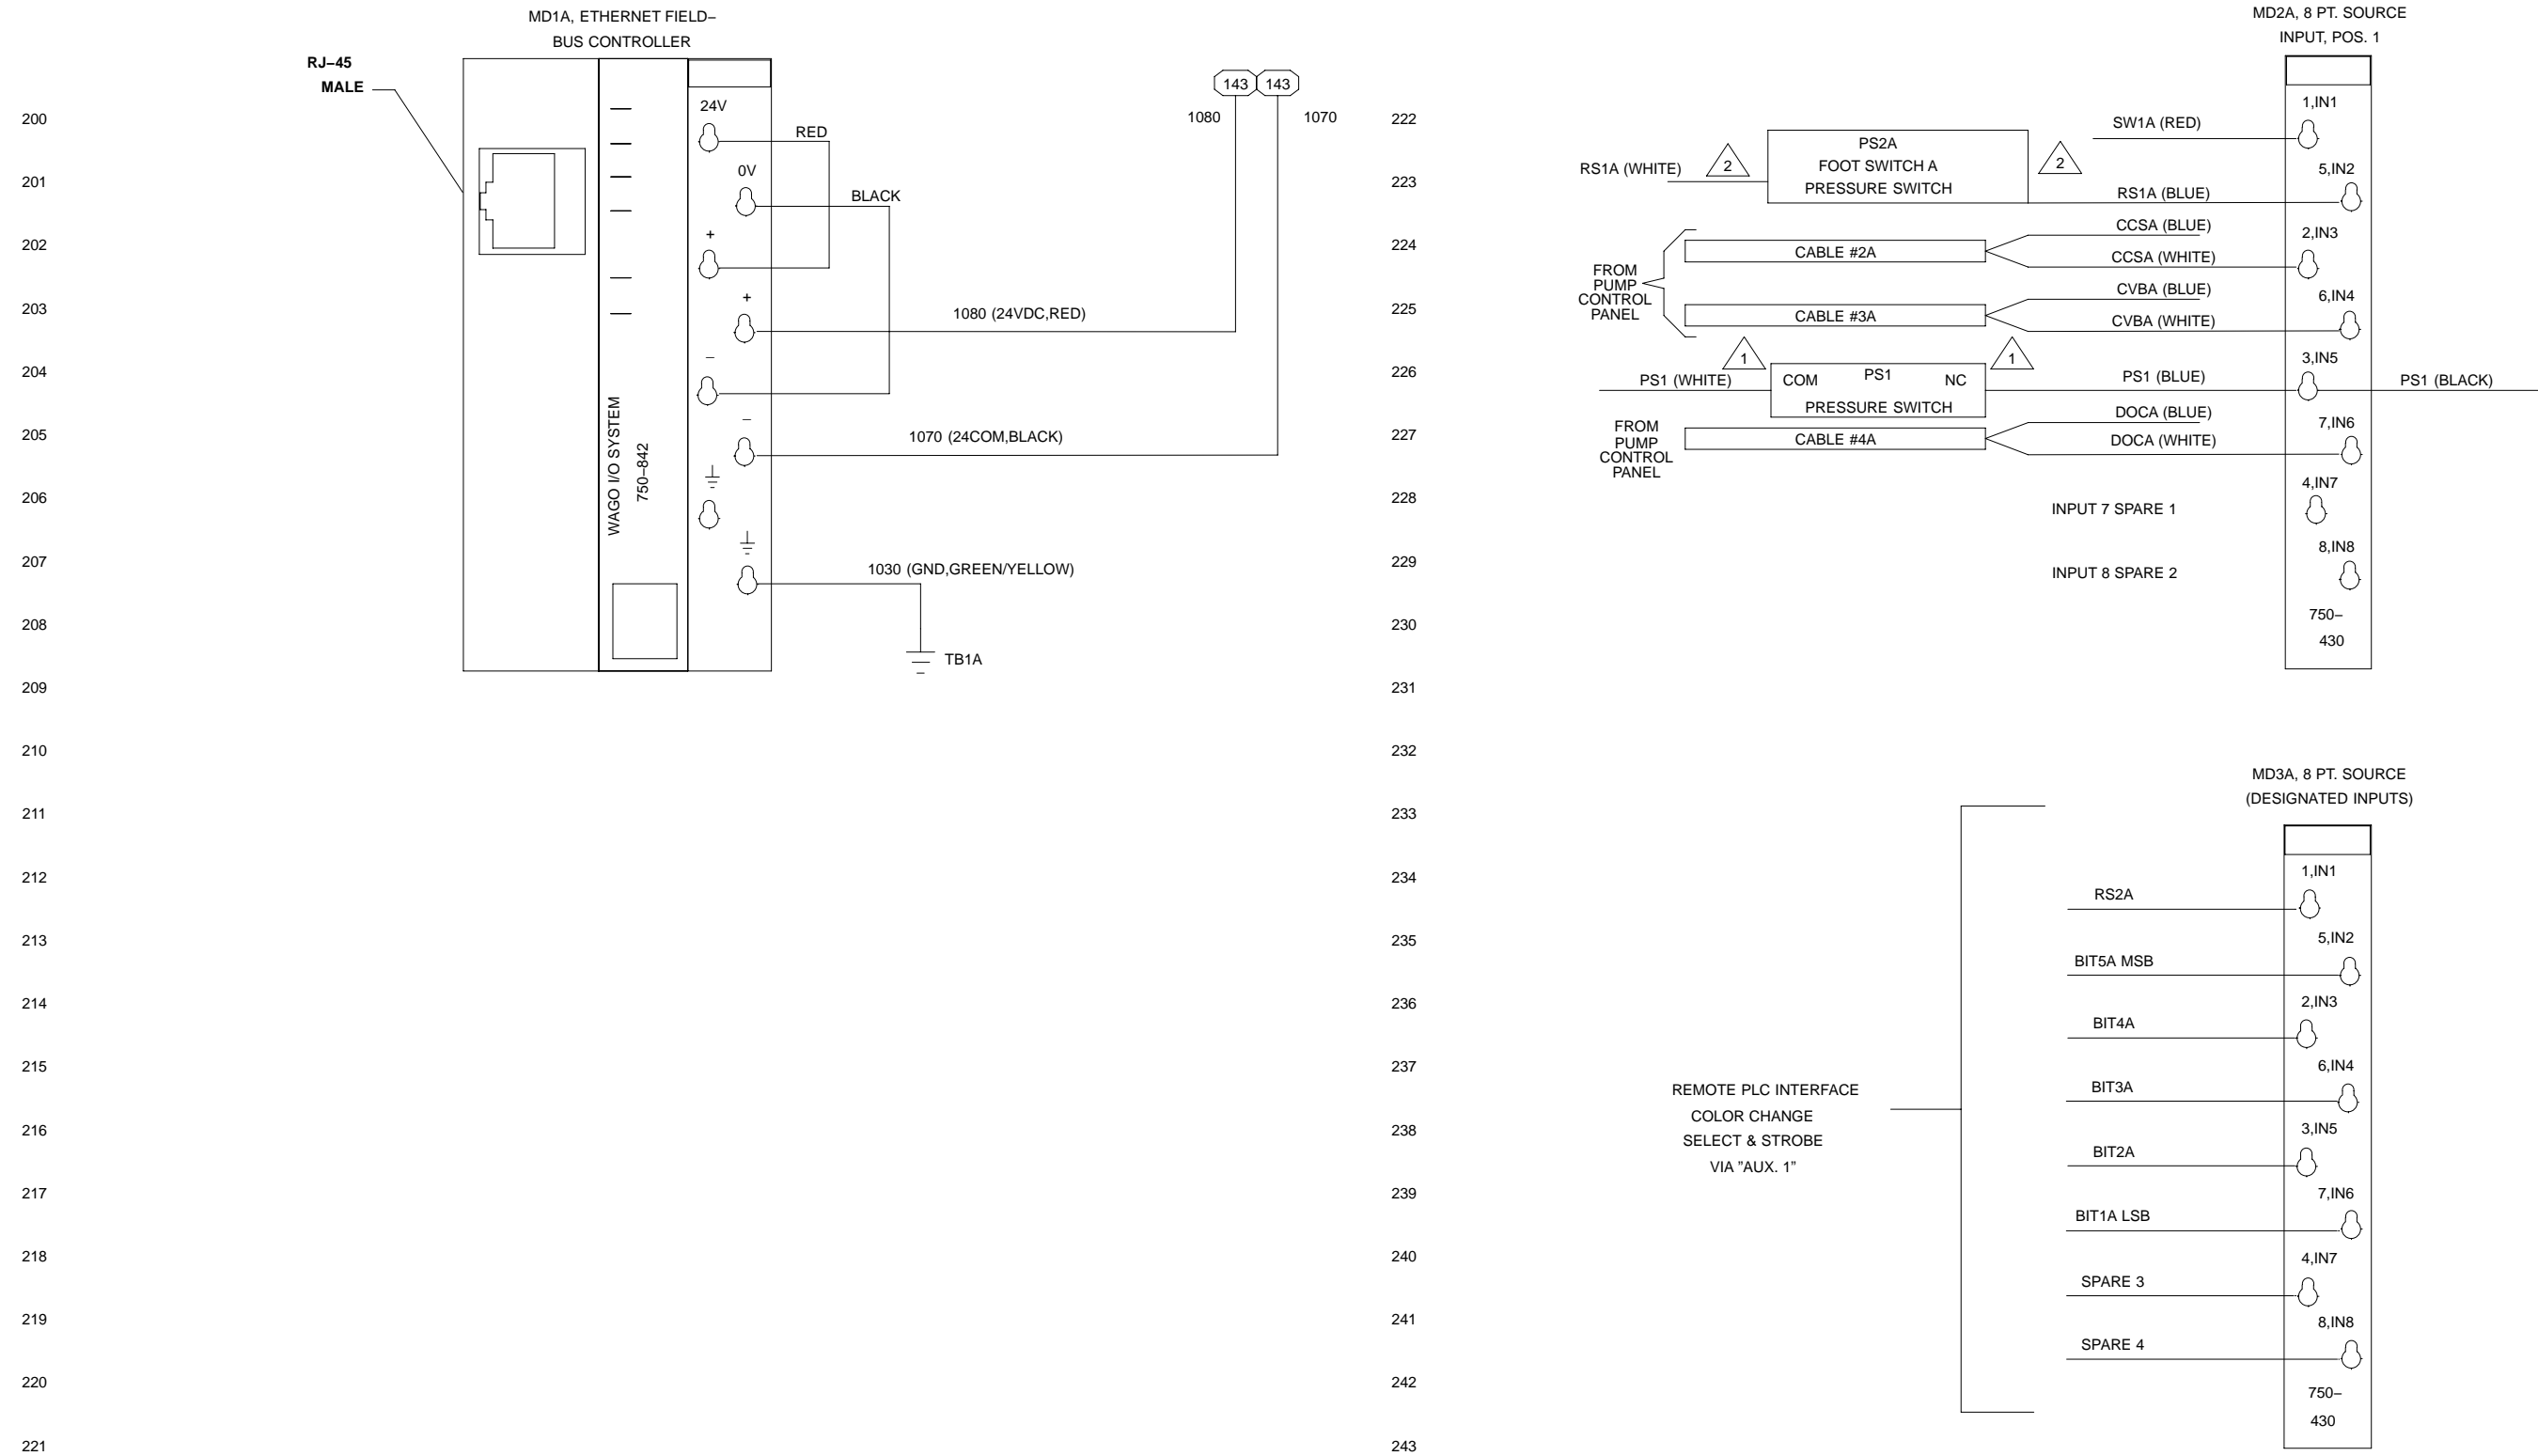 MD1A, ETHERNET FIELD–
BUS CONTROLLER
RJ–45
MALE
24V
RED
0V
BLACK
+
+
1080 (24VDC,RED)
–
–
1070 (24COM,BLACK)
1030 (GND,GREEN/YELLOW)
TB1A
WAGO I/O SYSTEM
750–842
143
143
1080
1070
200
201
202
203
204
205
206
207
208
209
210
211
212
213
214
215
216
217
218
219
220
221
222
223
224
225
226
227
228
229
230
231
232
233
234
235
236
237
238
239
240
241
242
243
MD2A, 8 PT. SOURCE
INPUT, POS. 1
1,IN1
SW1A (RED)
PS2A
FOOT SWITCH A
PRESSURE SWITCH
RS1A (WHITE)
2
2
5,IN2
RS1A (BLUE)
CCSA (BLUE)
2,IN3
CABLE #2A
CCSA (WHITE)
FROM
PUMP
CONTROL
PANEL
CVBA (BLUE)
6,IN4
CABLE #3A
CVBA (WHITE)
1
1
3,IN5
PS1 (WHITE)
COM
PS1
NC
PRESSURE SWITCH
PS1 (BLUE)
PS1 (BLACK)
DOCA (BLUE)
7,IN6
FROM
PUMP
CONTROL
PANEL
CABLE #4A
DOCA (WHITE)
4,IN7
INPUT 7 SPARE 1
8,IN8
INPUT 8 SPARE 2
750–
430
MD3A, 8 PT. SOURCE
(DESIGNATED INPUTS)
1,IN1
RS2A
5,IN2
BIT5A MSB
2,IN3
BIT4A
6,IN4
BIT3A
REMOTE PLC INTERFACE
COLOR CHANGE
SELECT & STROBE
VIA "AUX. 1"
3,IN5
BIT2A
7,IN6
BIT1A LSB
4,IN7
SPARE 3
8,IN8
SPARE 4
750–
430